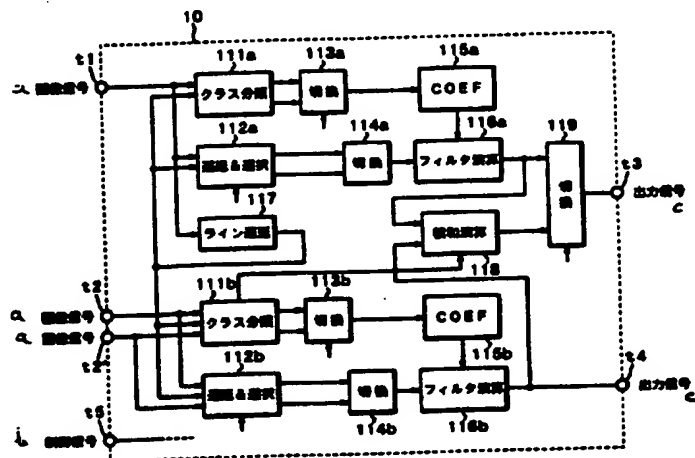 10
t1
a 画像信号
111a
クラス分類
113a
切換
115a
COEF
112a
遅延&選択
114a
切換
116a
フィルタ演算
119
切換
t3
出力信号
c
117
ライン遅延
積和演算
118
t2
a 画像信号
a 画像信号
t2'
111b
クラス分類
113b
切換
COEF
115b
112b
遅延&選択
切換
114b
フィルタ演算
116b
t4
出力信号
c
t5
制御信号